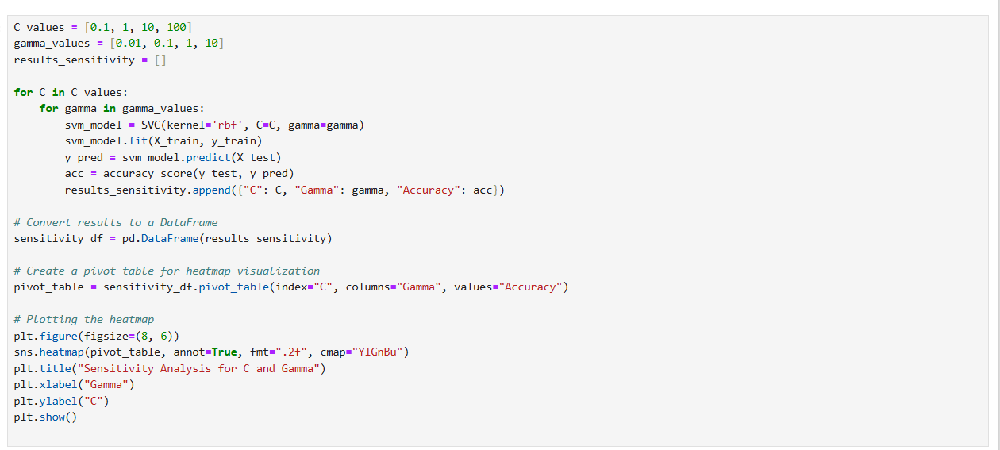 C_values = [0.1, 1, 10, 100]
gamma_values = [0.01, 0.1, 1, 10]
results_sensitivity = []

for C in C_values:
    for gamma in gamma_values:
        svm_model = SVC(kernel='rbf', C=C, gamma=gamma)
        svm_model.fit(X_train, y_train)
        y_pred = svm_model.predict(X_test)
        acc = accuracy_score(y_test, y_pred)
        results_sensitivity.append({"C": C, "Gamma": gamma, "Accuracy": acc})

# Convert results to a DataFrame
sensitivity_df = pd.DataFrame(results_sensitivity)

# Create a pivot table for heatmap visualization
pivot_table = sensitivity_df.pivot_table(index="C", columns="Gamma", values="Accuracy")

# Plotting the heatmap
plt.figure(figsize=(8, 6))
sns.heatmap(pivot_table, annot=True, fmt=".2f", cmap="YlGnBu")
plt.title("Sensitivity Analysis for C and Gamma")
plt.xlabel("Gamma")
plt.ylabel("C")
plt.show()